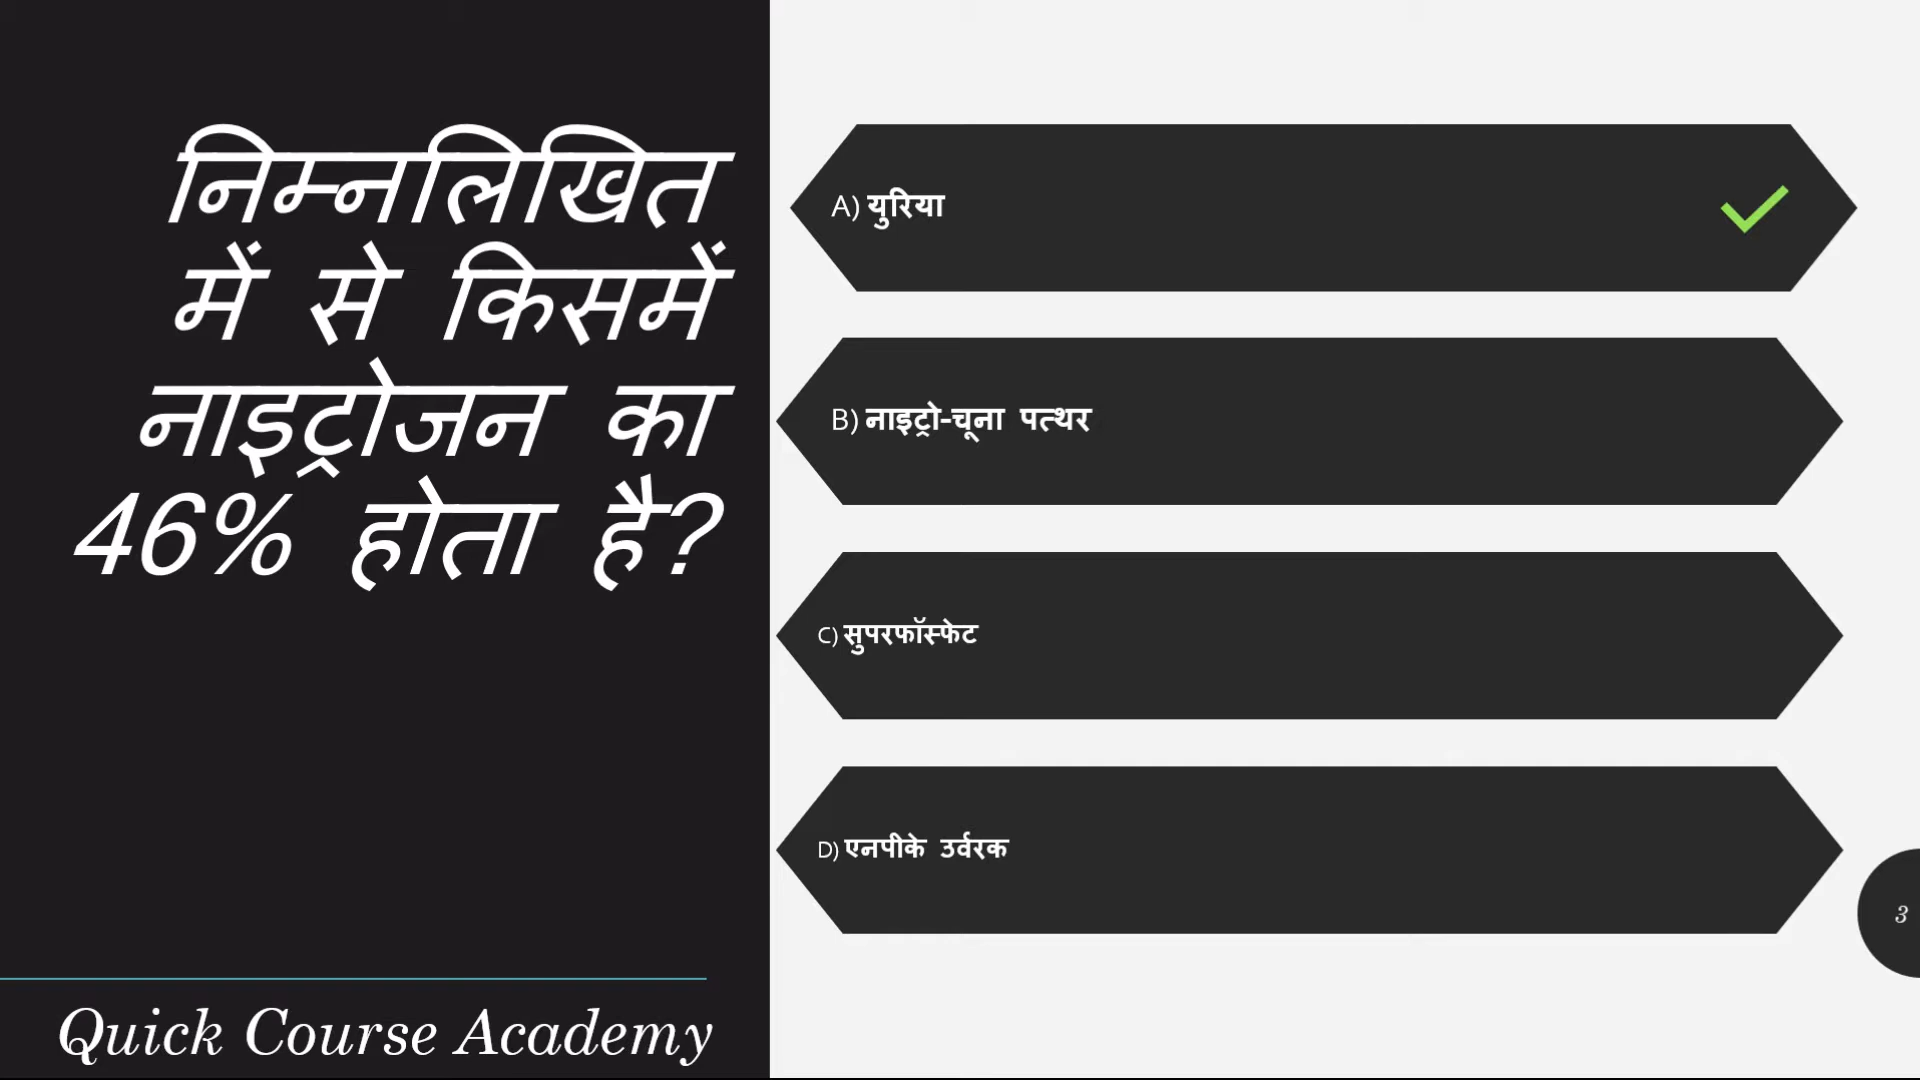 निम्नलिखित
में से किसमें
नाइट्रोजन का
46% होता है?
A) युरिया
B) नाइट्रो-चूना पत्थर
C) सुपरफॉस्फेट
D) एनपीके उर्वरक
3
Quick Course Academy